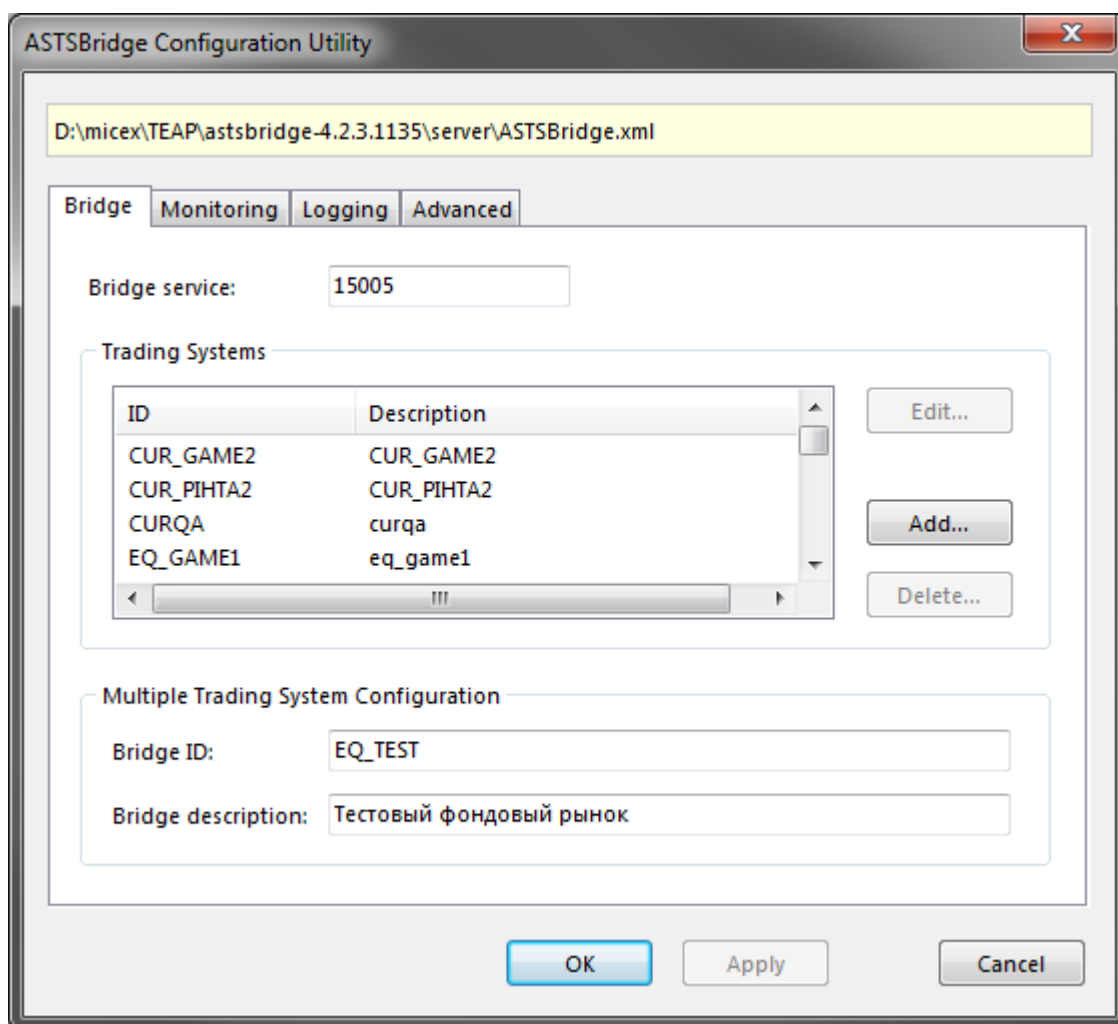 ASTSBridge Configuration Utility
D:\micex\TEAP\astsbridge-4.2.3.1135\server\ASTSBridge.xml
Bridge Monitoring Logging Advanced
Bridge service: 15005
Trading Systems
ID Description Edit...
CUR_GAME2 CUR_GAME2
CUR_PIHTA2 CUR_PIHTA2
CURQA curqa Add...
EQ_GAME1 eq_game1
Delete...
Multiple Trading System Configuration
Bridge ID: EQ_TEST
Bridge description: Тестовый фондовый рынок
OK Apply Cancel